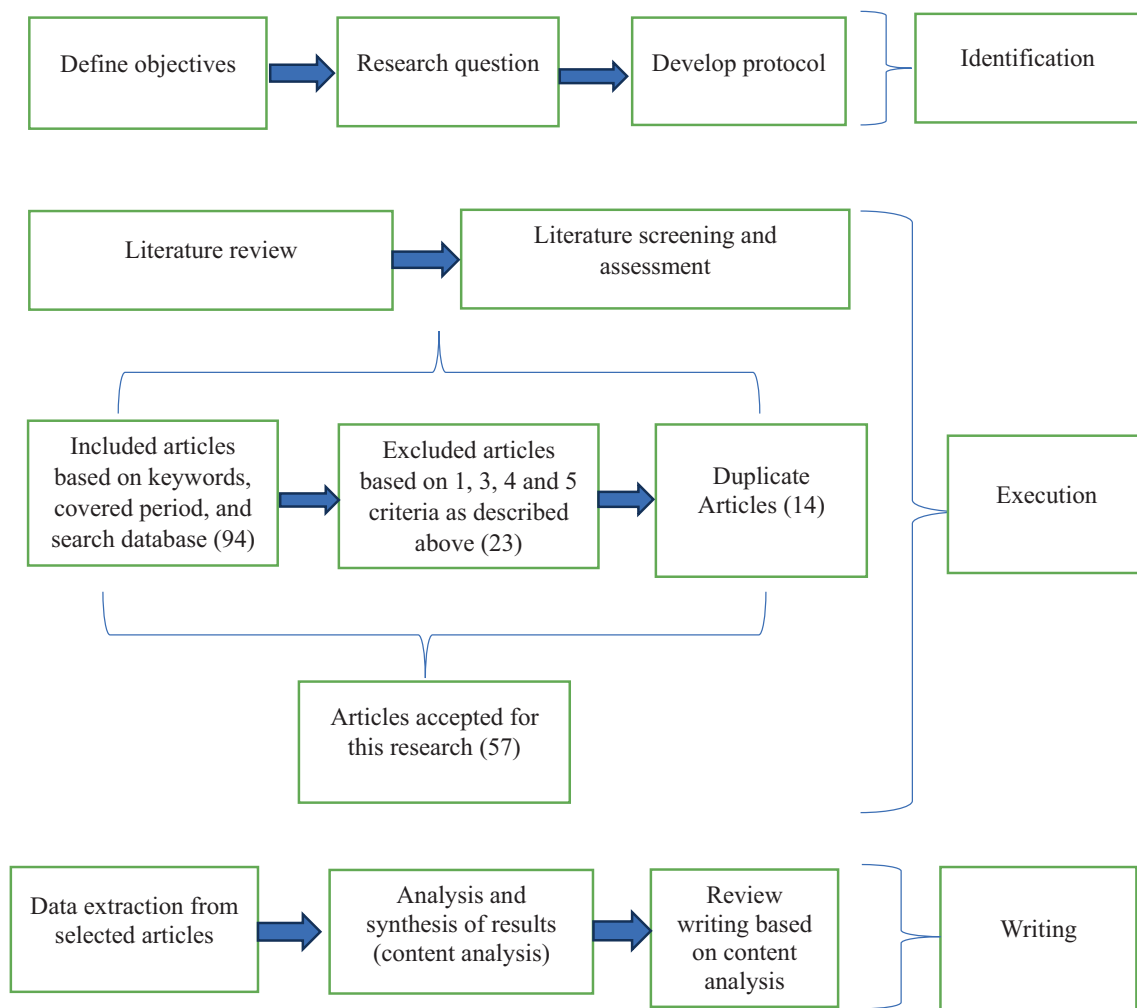 Define objectives
Research question
Develop protocol
Identification
Literature review
Literature screening and
assessment
Included articles
based on keywords,
covered period, and
search database (94)
Excluded articles
based on 1, 3, 4 and 5
criteria as described
above (23)
Duplicate
Articles (14)
Execution
Articles accepted for
this research (57)
Data extraction from
selected articles
Analysis and
synthesis of results
(content analysis)
Review
writing based
on content
analysis
Writing